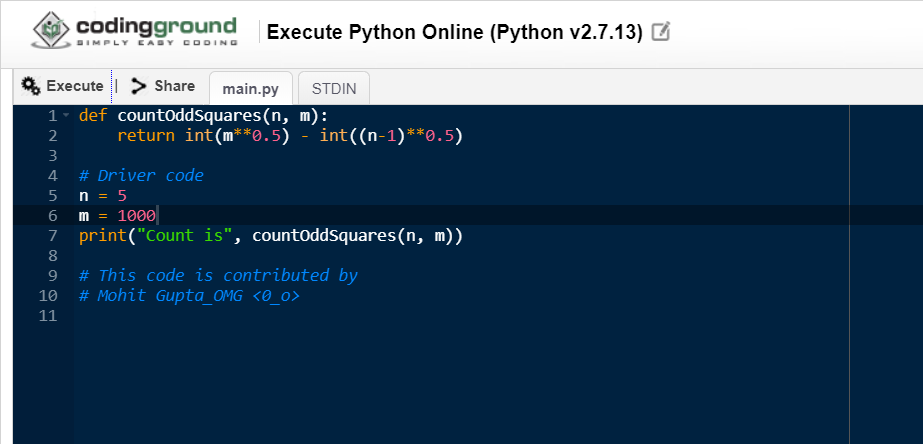 codingground
SIMPLY EASY CODING
Execute Python Online (Python v2.7.13)
Execute | Share main.py STDIN
1 def countOddSquares(n, m):
2     return int(m**0.5) - int((n-1)**0.5)
3
4 # Driver code
5 n = 5
6 m = 1000
7 print("Count is", countOddSquares(n, m))
8
9 # This code is contributed by
10 # Mohit Gupta_OMG <0_o>
11